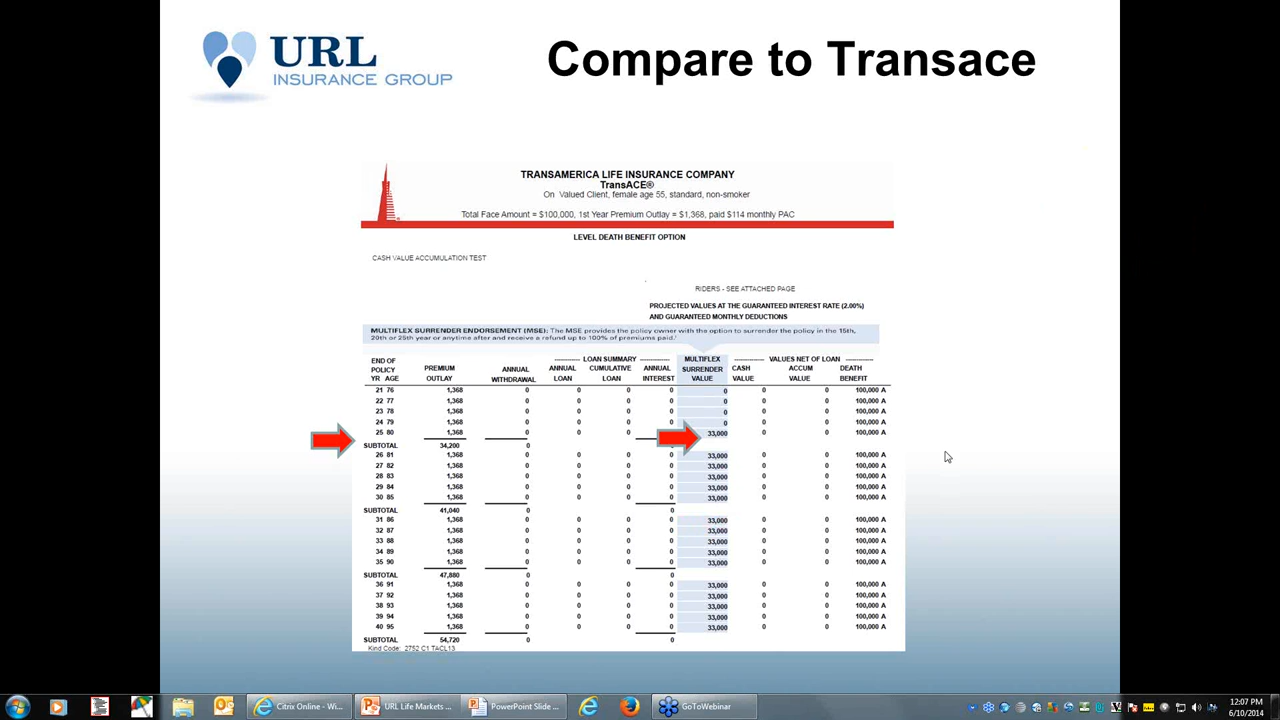 URL
INSURANCE GROUP
Compare to Transace
TRANSAMERICA LIFE INSURANCE COMPANY
TransACE®
On Valued Client, female age 55, standard, non-smoker
Total Face Amount = $100,000, 1st Year Premium Outlay = $1,368, paid $114 monthly PAC
LEVEL DEATH BENEFIT OPTION
CASH VALUE ACCUMULATION TEST
RIDERS - SEE ATTACHED PAGE
PROJECTED VALUES AT THE GUARANTEED INTEREST RATE (2.00%)
AND GUARANTEED MONTHLY DEDUCTIONS
MULTIFLEX SURRENDER ENDORSEMENT (MSE): The MSE provides the policy owner with the option to surrender the policy in the 15th,
20th or 25th year or anytime after and receive a refund up to 100% of premiums paid.
END OF ------------ LOAN SUMMARY ------------ MULTIFLEX ------------ VALUES NET OF LOAN ------------
POLICY PREMIUM ANNUAL ANNUAL CUMULATIVE ANNUAL SURRENDER CASH ACCUM DEATH
YR AGE OUTLAY WITHDRAWAL LOAN LOAN INTEREST VALUE VALUE VALUE BENEFIT
21 76 1,368 0 0 0 0 0 0 0 100,000 A
22 77 1,368 0 0 0 0 0 0 0 100,000 A
23 78 1,368 0 0 0 0 0 0 0 100,000 A
24 79 1,368 0 0 0 0 0 0 0 100,000 A
25 80 1,368 0 0 0 33,000 0 0 100,000 A
SUBTOTAL 34,200 0 0
26 81 1,368 0 0 0 0 33,000 0 0 100,000 A
27 82 1,368 0 0 0 0 33,000 0 0 100,000 A
28 83 1,368 0 0 0 0 33,000 0 0 100,000 A
29 84 1,368 0 0 0 0 33,000 0 0 100,000 A
30 85 1,368 0 0 0 0 33,000 0 0 100,000 A
SUBTOTAL 41,040 0 0
31 86 1,368 0 0 0 0 33,000 0 0 100,000 A
32 87 1,368 0 0 0 0 33,000 0 0 100,000 A
33 88 1,368 0 0 0 0 33,000 0 0 100,000 A
34 89 1,368 0 0 0 0 33,000 0 0 100,000 A
35 90 1,368 0 0 0 0 33,000 0 0 100,000 A
SUBTOTAL 47,880 0 0
36 91 1,368 0 0 0 0 33,000 0 0 100,000 A
37 92 1,368 0 0 0 0 33,000 0 0 100,000 A
38 93 1,368 0 0 0 0 33,000 0 0 100,000 A
39 94 1,368 0 0 0 0 33,000 0 0 100,000 A
40 95 1,368 0 0 0 0 33,000 0 0 100,000 A
SUBTOTAL 54,720 0 0
Kind Code: 2752 C1 TACL13
Citrix Online - Wi... URL Life Markets ... PowerPoint Slide ... GoToWebinar
12:07 PM
6/10/2014